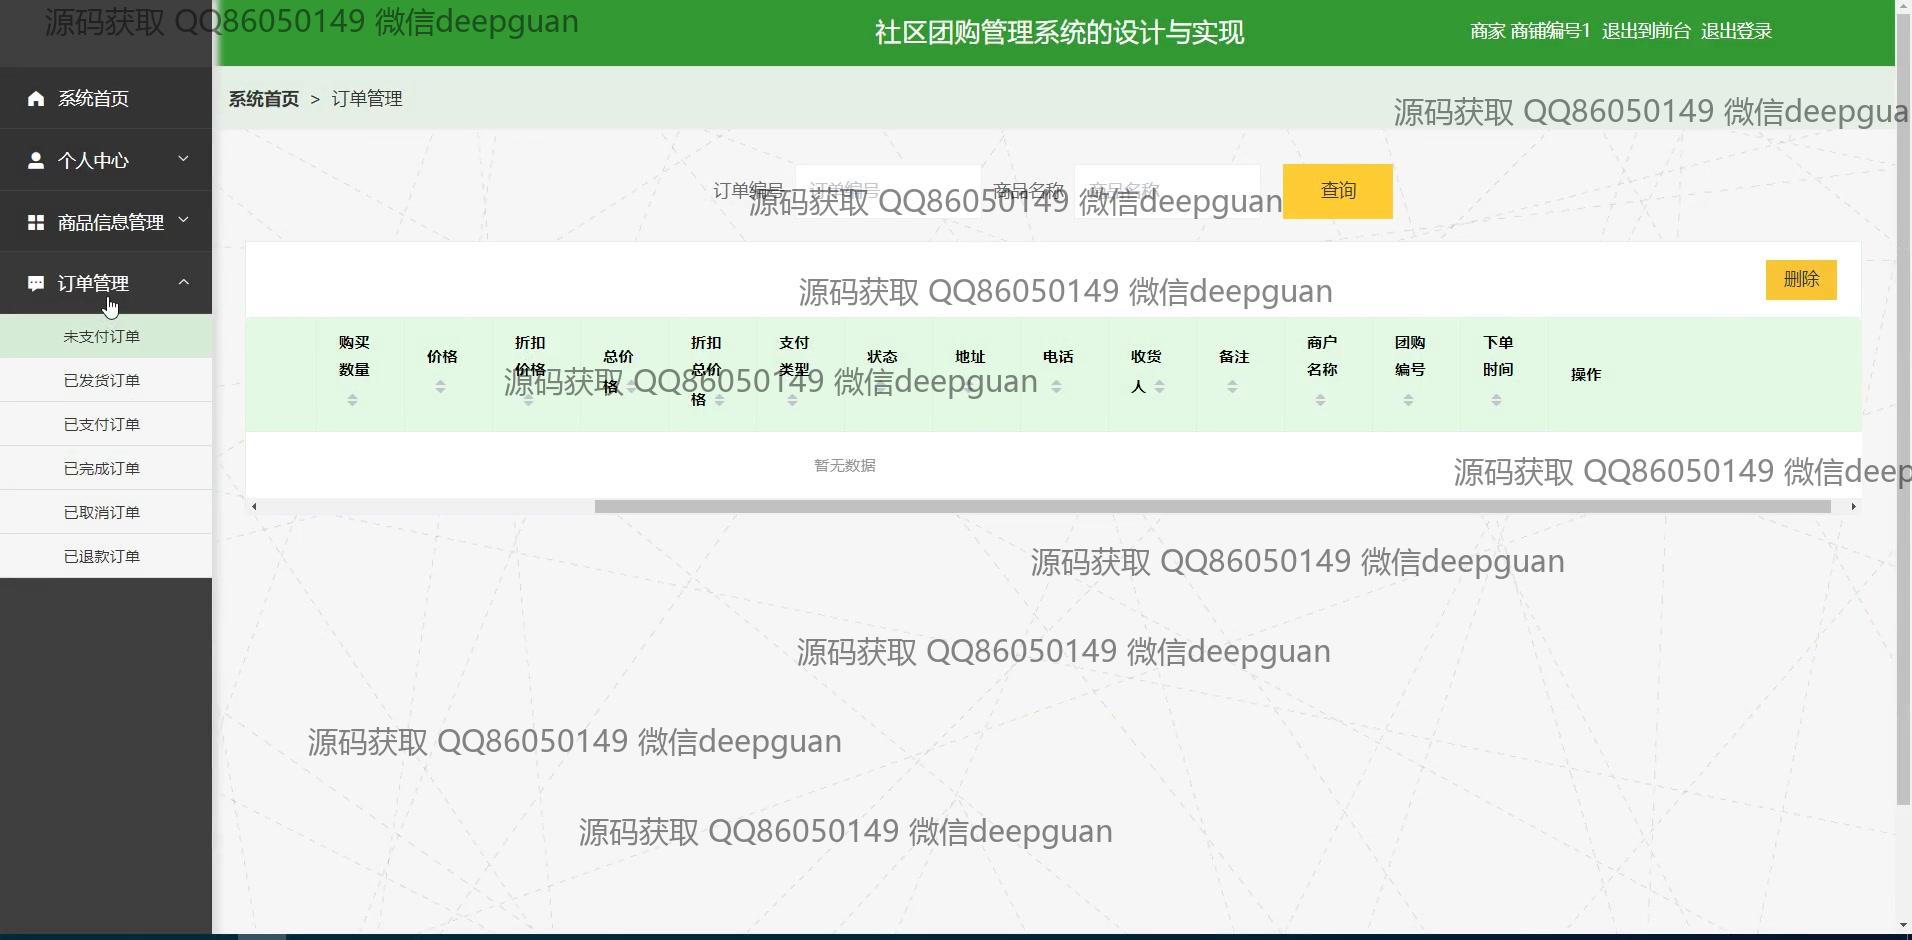 源码获取 QQ86050149 微信deepguan
社区团购管理系统的设计与实现
商家 商铺编号1 退出到前台 退出登录
系统首页
个人中心
商品信息管理
订单管理
未支付订单
已发货订单
已支付订单
已完成订单
已取消订单
已退款订单
系统首页 > 订单管理
源码获取 QQ86050149 微信deepgua
订单编号 订单编号 商品名称 商品名称 查询
源码获取 QQ86050149 微信deepguan
删除
源码获取 QQ86050149 微信deepguan
购买数量 价格 折扣价格 总价格 折扣总价格 支付类型 状态 地址 电话 收货人 备注 商户名称 团购编号 下单时间 操作
源码获取 QQ86050149 微信deepguan
暂无数据
源码获取 QQ86050149 微信deep
源码获取 QQ86050149 微信deepguan
源码获取 QQ86050149 微信deepguan
源码获取 QQ86050149 微信deepguan
源码获取 QQ86050149 微信deepguan